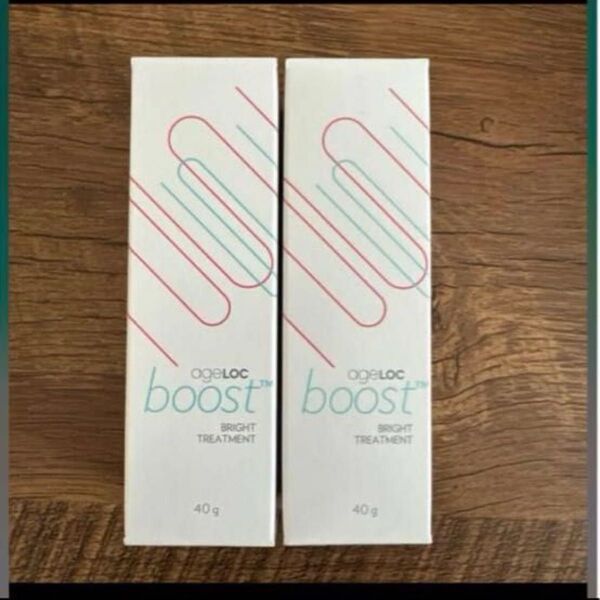 ageLOC
boost™
BRIGHT
TREATMENT
40 g
ageLOC
boost™
BRIGHT
TREATMENT
40 g